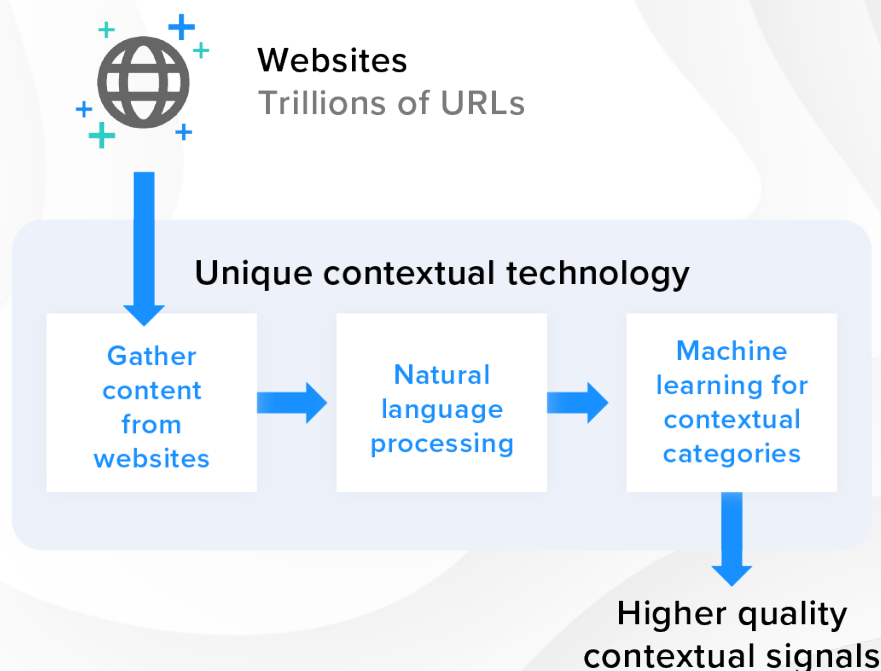 Websites
Trillions of URLs
Unique contextual technology
Gather
content
from
websites
Natural
language
processing
Machine
learning for
contextual
categories
Higher quality
contextual signals